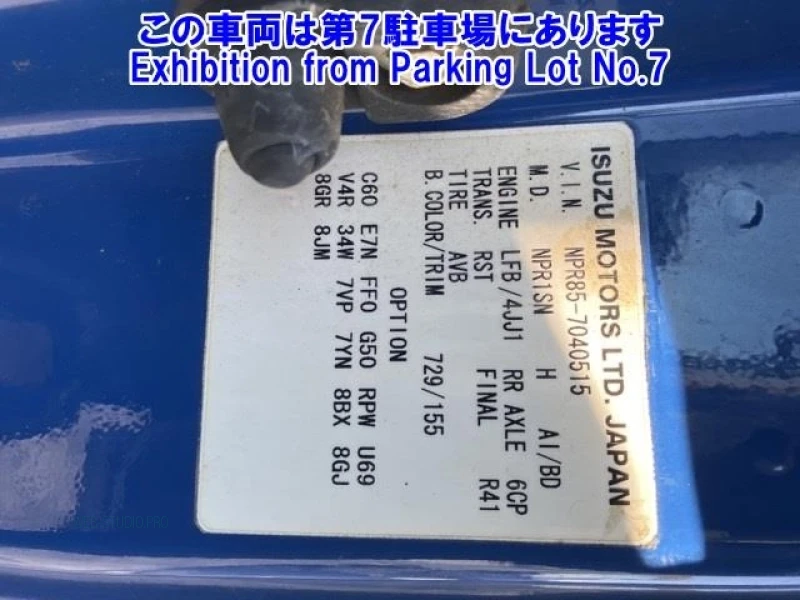 この車両は第7駐車場にあります
Exhibition from Parking Lot No.7
ISUZU MOTORS LTD. JAPAN
V.I.N. NPR85-7040515
M.D. NPR1SN H AI/BD
ENGINE LFB/4JJ1 RR AXLE 6CP
TRANS. RST FINAL R41
TIRE AVB
B.COLOR/TRIM 729/155
OPTION
C60 E7N FF0 G50 RPW U69
V4R 34W 7VP 7YN 8BX 8GJ
8GR 8JM